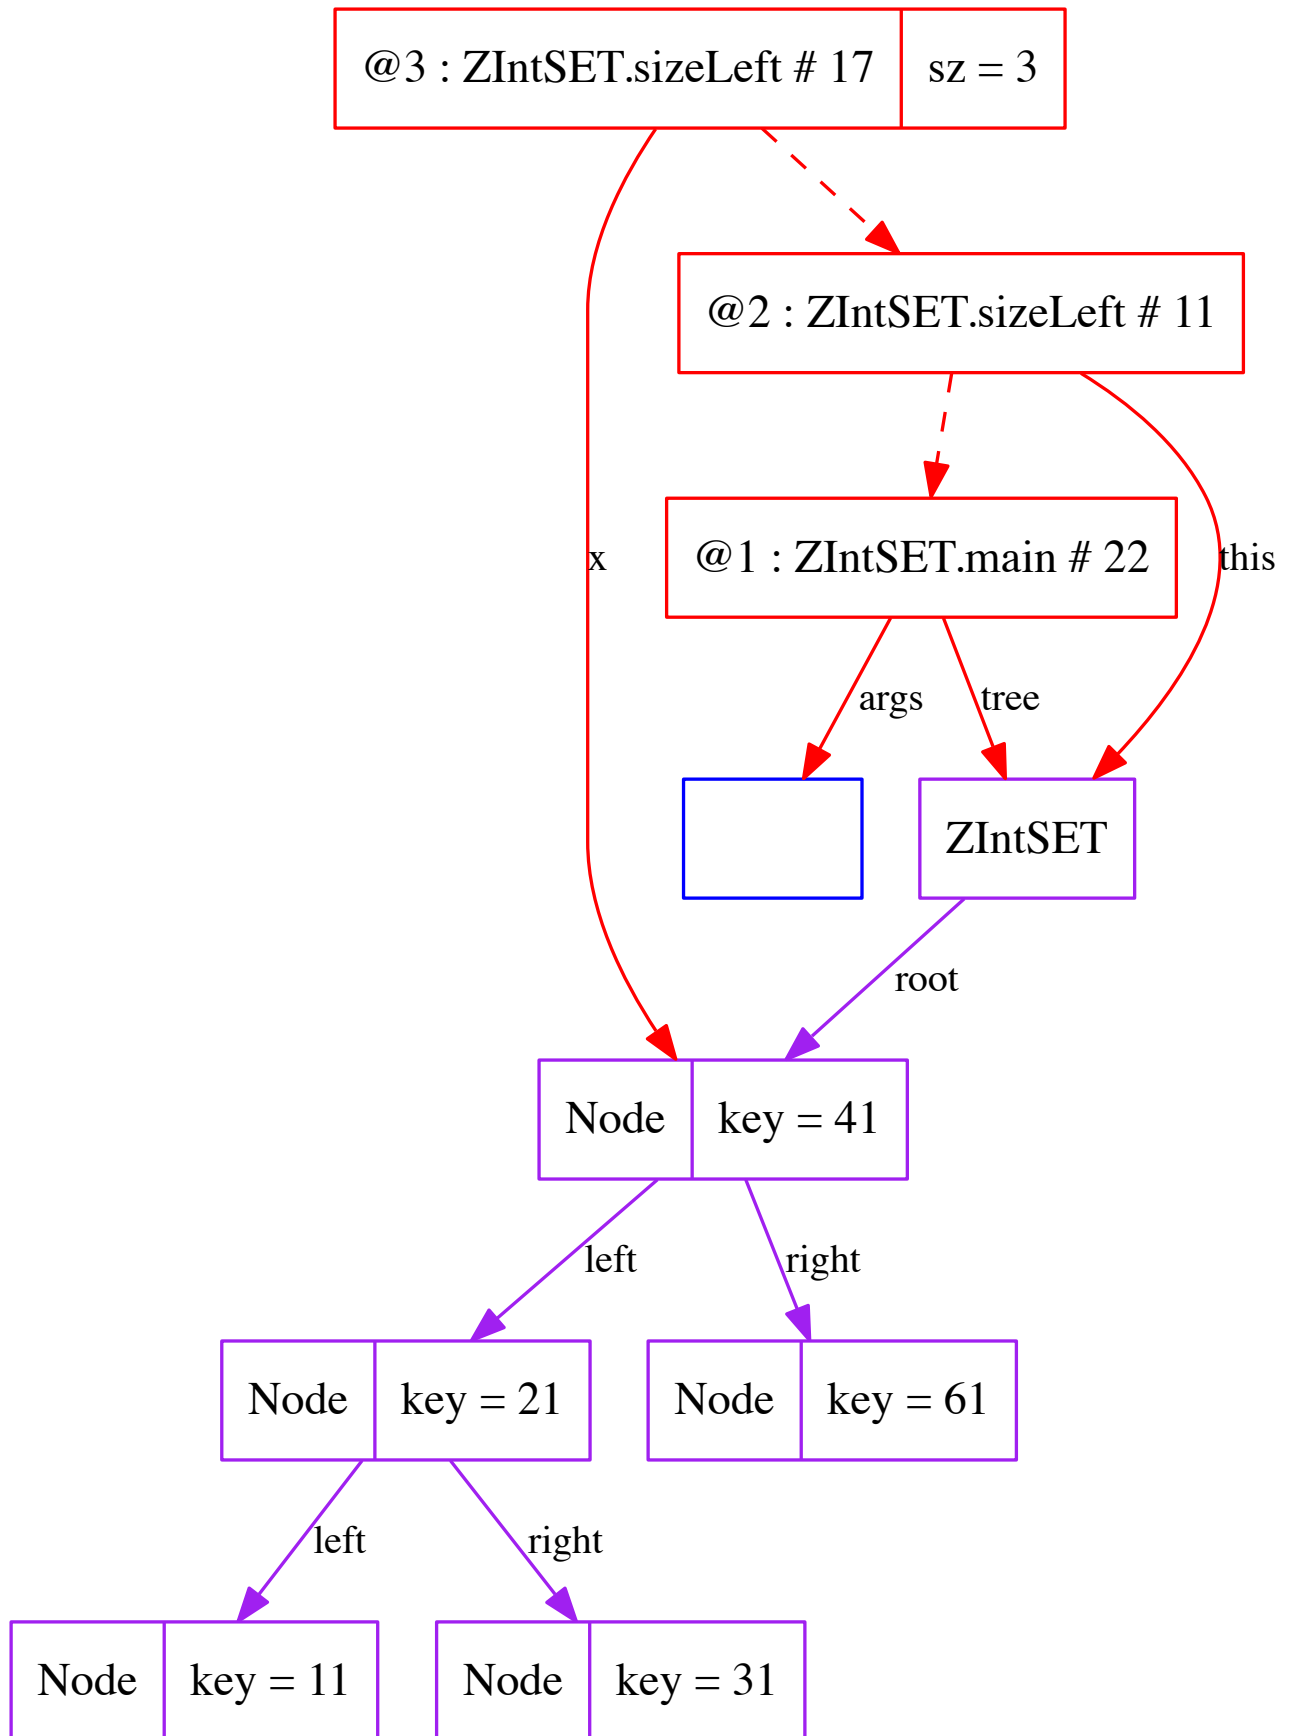 @3 : ZIntSET.sizeLeft # 17 sz = 3
@2 : ZIntSET.sizeLeft # 11
x
@1 : ZIntSET.main # 22
this
args
tree
ZIntSET
root
Node key = 41
left
right
Node key = 21
Node key = 61
left
right
Node key = 11
Node key = 31